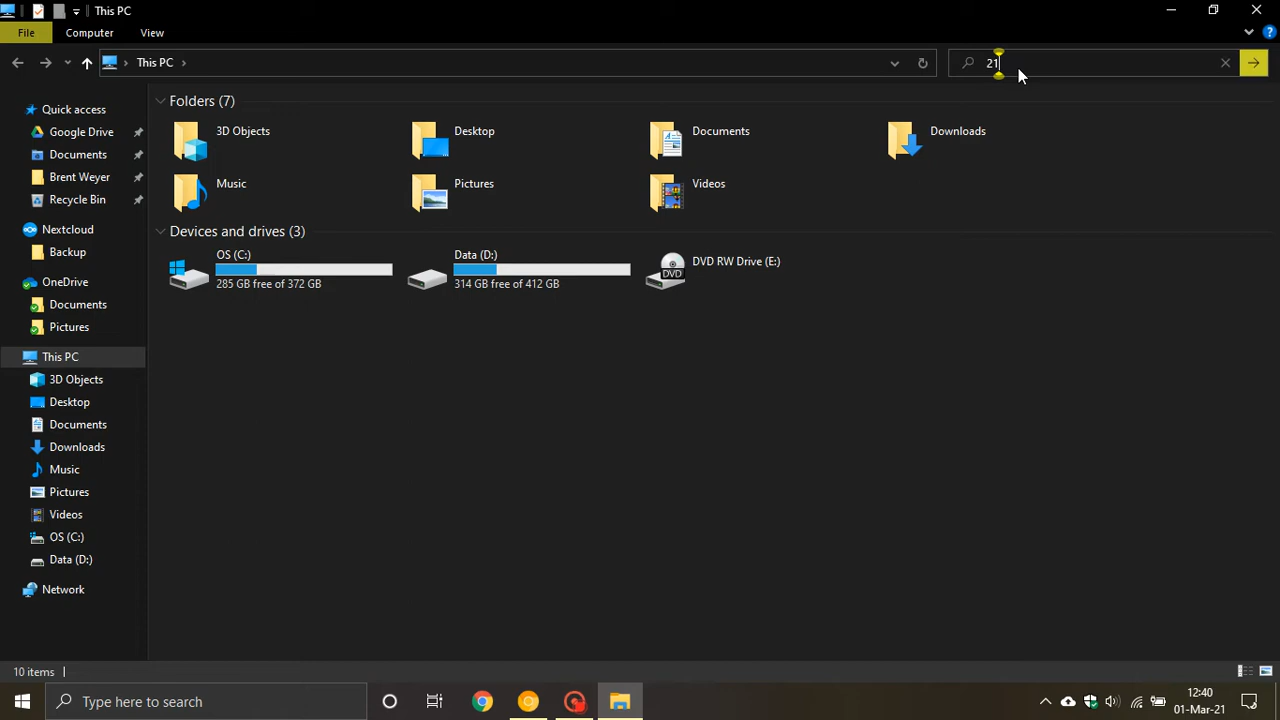 This PC
File
Computer
View
This PC
21
Quick access
Google Drive
Documents
Brent Weyer
Recycle Bin
Nextcloud
Backup
OneDrive
Documents
Pictures
This PC
3D Objects
Desktop
Documents
Downloads
Music
Pictures
Videos
OS (C:)
Data (D:)
Network
Folders (7)
3D Objects
Desktop
Documents
Downloads
Music
Pictures
Videos
Devices and drives (3)
OS (C:)
285 GB free of 372 GB
Data (D:)
314 GB free of 412 GB
DVD
DVD RW Drive (E:)
10 items
Type here to search
12:40
01-Mar-21